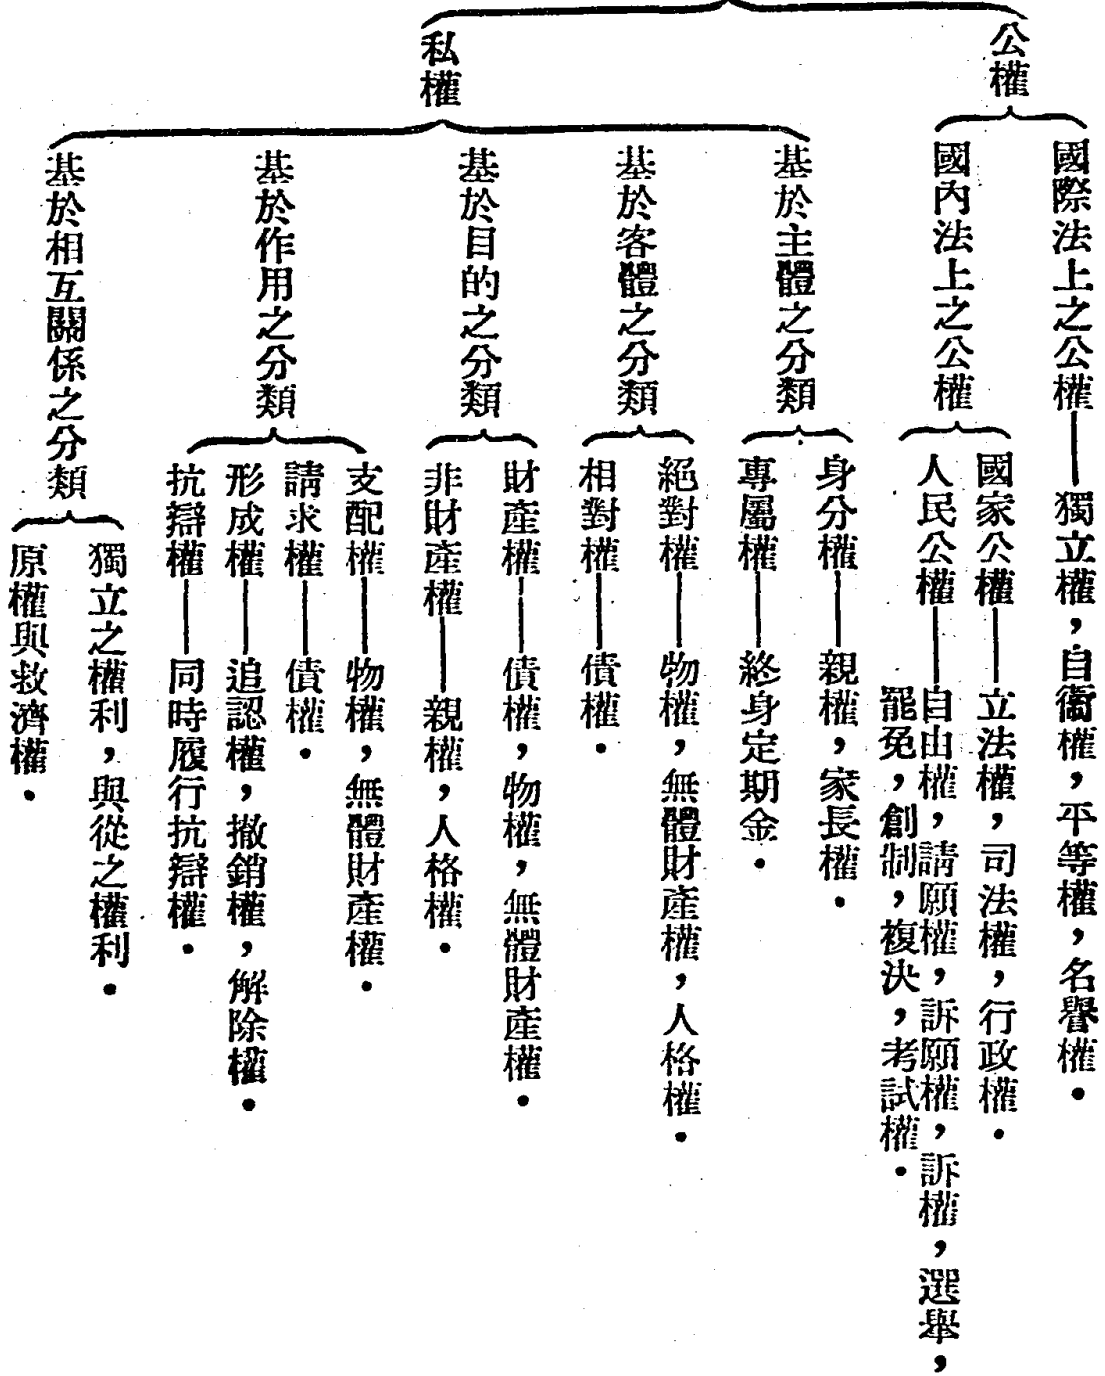 公權
國際法上之公權——獨立權，自衞權，平等權，名譽權．
國內法上之公權
國家公權——立法權，司法權，行政權．
人民公權——自由權，請願權，訴願權，訴權，選舉，
罷免，創制，複決，考試權．
私權
基於主體之分類
身分權——親權，家長權．
專屬權——終身定期金．
基於客體之分類
絕對權——物權，無體財產權，人格權．
相對權——債權．
基於目的之分類
財產權——債權，物權，無體財產權．
非財產權——親權，人格權．
基於作用之分類
支配權——物權，無體財產權．
請求權——債權．
形成權——追認權，撤銷權，解除權．
抗辯權——同時履行抗辯權．
基於相互關係之分類
獨立之權利，與從之權利．
原權與救濟權．